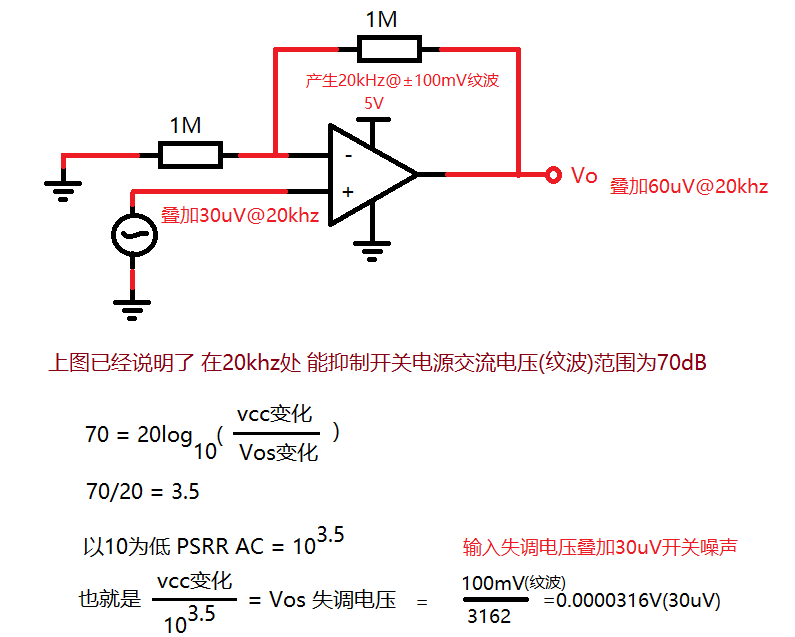 1M
产生20kHz@±100mV纹波
5V
1M
-
+
Vo
叠加60uV@20khz
叠加30uV@20khz
上图已经说明了 在20khz处 能抑制开关电源交流电压(纹波)范围为70dB
70 = 20log10( vcc变化 / Vos变化 )
70/20 = 3.5
以10为低 PSRR AC = 10^3.5
输入失调电压叠加30uV开关噪声
也就是 vcc变化 / 10^3.5 = Vos 失调电压 = 100mV(纹波) / 3162 =0.0000316V(30uV)